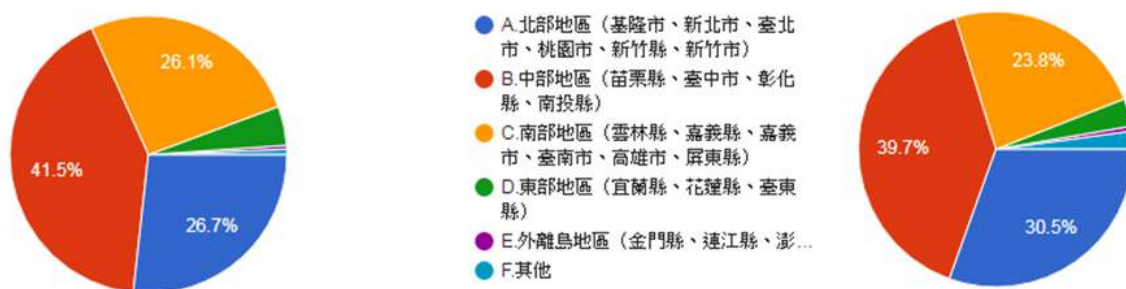 26.1%
41.5%
26.7%
A.北部地區（基隆市、新北市、臺北
市、桃園市、新竹縣、新竹市）
B.中部地區（苗栗縣、臺中市、彰化
縣、南投縣）
C.南部地區（雲林縣、嘉義縣、嘉義
市、臺南市、高雄市、屏東縣）
D.東部地區（宜蘭縣、花蓮縣、臺東
縣）
E.外離島地區（金門縣、連江縣、澎...
F.其他
23.8%
39.7%
30.5%